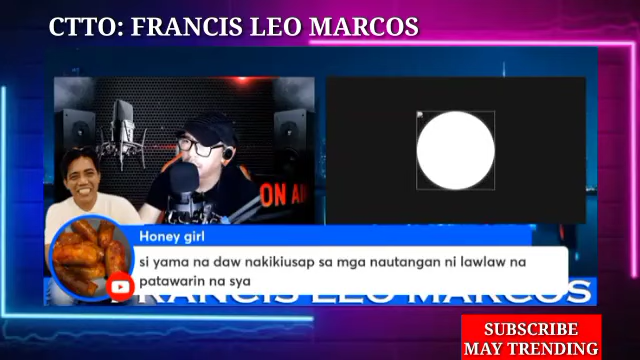 CTTO: FRANCIS LEO MARCOS
ON AI
Honey girl
si yama na daw nakikiusap sa mga nautangan ni lawlaw na
patawarin na sya
FRANCIS LEO MARCOS
SUBSCRIBE
MAY TRENDING